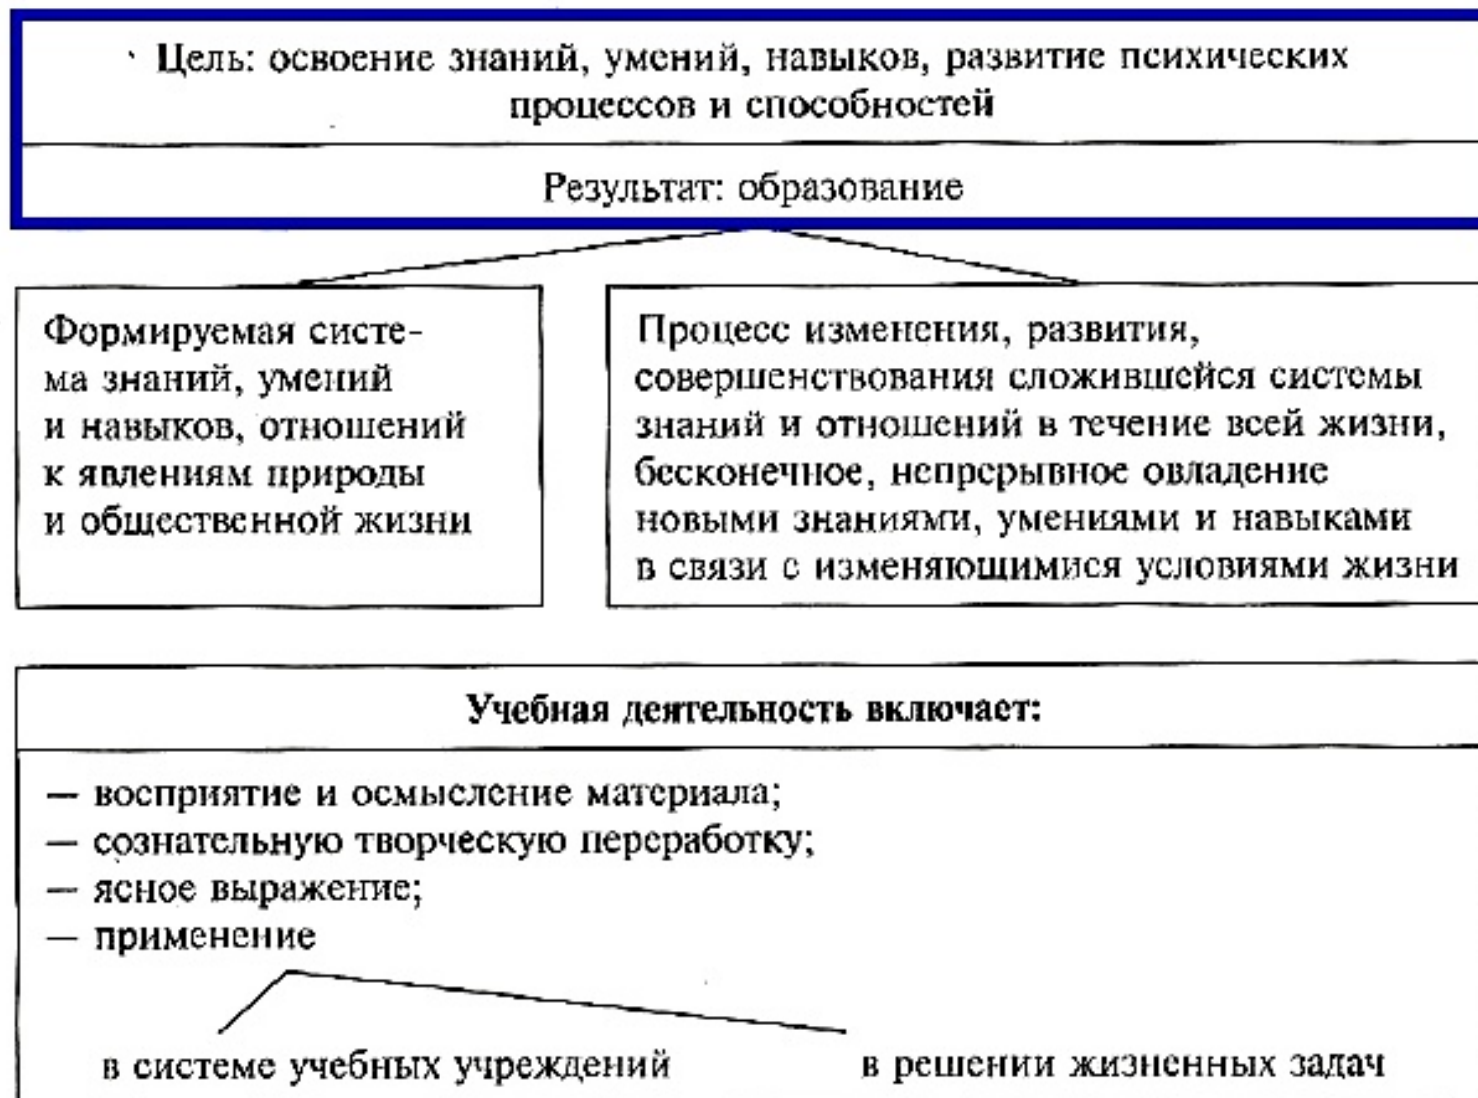 Цель: освоение знаний, умений, навыков, развитие психических
процессов и способностей
Результат: образование
Формируемая систе-
ма знаний, умений
и навыков, отношений
к явлениям природы
и общественной жизни
Процесс изменения, развития,
совершенствования сложившейся системы
знаний и отношений в течение всей жизни,
бесконечное, непрерывное овладение
новыми знаниями, умениями и навыками
в связи с изменяющимися условиями жизни
Учебная деятельность включает:
— восприятие и осмысление материала;
— сознательную творческую переработку;
— ясное выражение;
— применение
в системе учебных учреждений
в решении жизненных задач